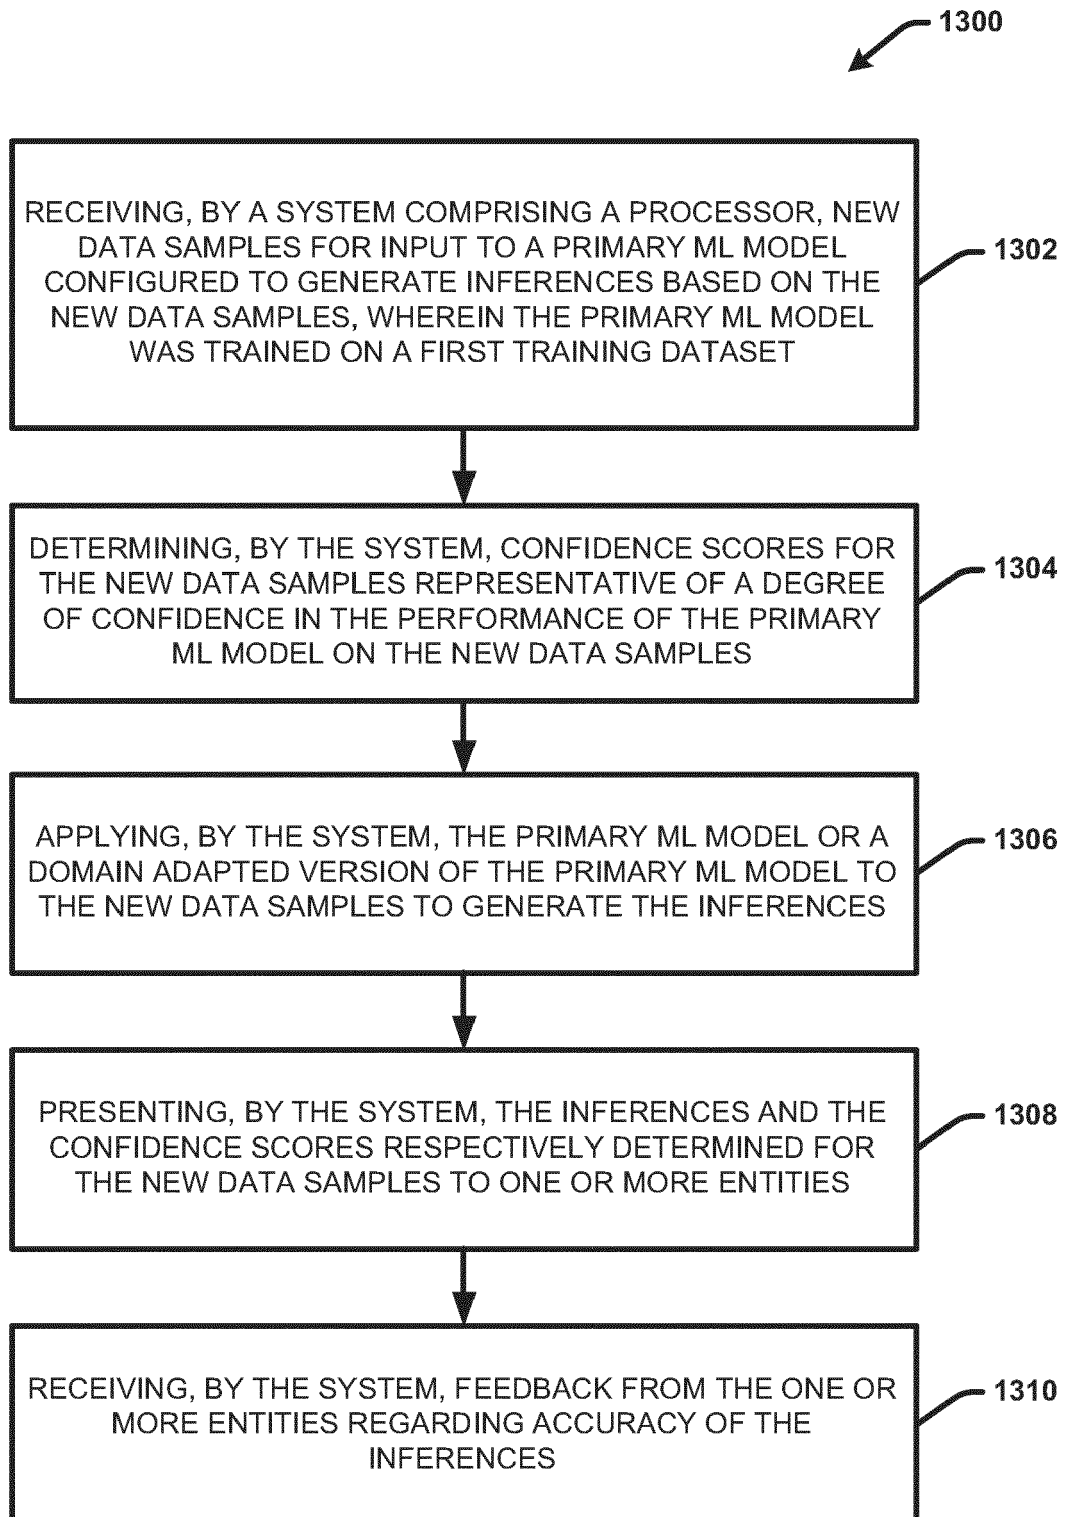 1300
RECEIVING, BY A SYSTEM COMPRISING A PROCESSOR, NEW
DATA SAMPLES FOR INPUT TO A PRIMARY ML MODEL
CONFIGURED TO GENERATE INFERENCES BASED ON THE
NEW DATA SAMPLES, WHEREIN THE PRIMARY ML MODEL
WAS TRAINED ON A FIRST TRAINING DATASET
1302
DETERMINING, BY THE SYSTEM, CONFIDENCE SCORES FOR
THE NEW DATA SAMPLES REPRESENTATIVE OF A DEGREE
OF CONFIDENCE IN THE PERFORMANCE OF THE PRIMARY
ML MODEL ON THE NEW DATA SAMPLES
1304
APPLYING, BY THE SYSTEM, THE PRIMARY ML MODEL OR A
DOMAIN ADAPTED VERSION OF THE PRIMARY ML MODEL TO
THE NEW DATA SAMPLES TO GENERATE THE INFERENCES
1306
PRESENTING, BY THE SYSTEM, THE INFERENCES AND THE
CONFIDENCE SCORES RESPECTIVELY DETERMINED FOR
THE NEW DATA SAMPLES TO ONE OR MORE ENTITIES
1308
RECEIVING, BY THE SYSTEM, FEEDBACK FROM THE ONE OR
MORE ENTITIES REGARDING ACCURACY OF THE
INFERENCES
1310